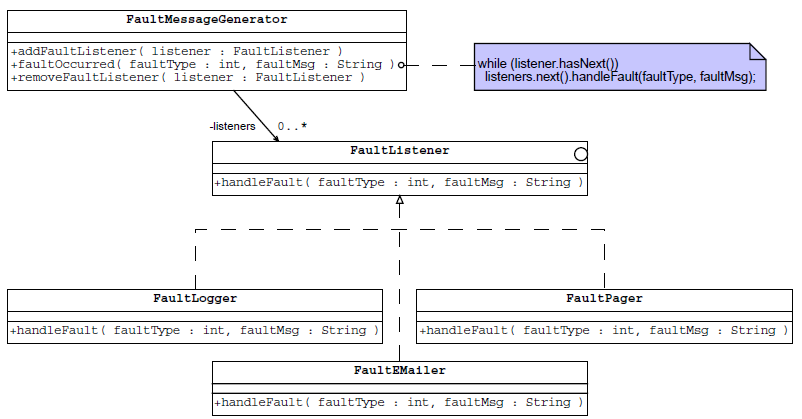 FaultMessageGenerator
+addFaultListener( listener : FaultListener )
+faultOccurred( faultType : int, faultMsg : String )
+removeFaultListener( listener : FaultListener )
while (listener.hasNext())
listeners.next().handleFault(faultType, faultMsg);
-listeners 0..*
FaultListener
+handleFault( faultType : int, faultMsg : String )
FaultLogger
+handleFault( faultType : int, faultMsg : String )
FaultPager
+handleFault( faultType : int, faultMsg : String )
FaultEMailer
+handleFault( faultType : int, faultMsg : String )